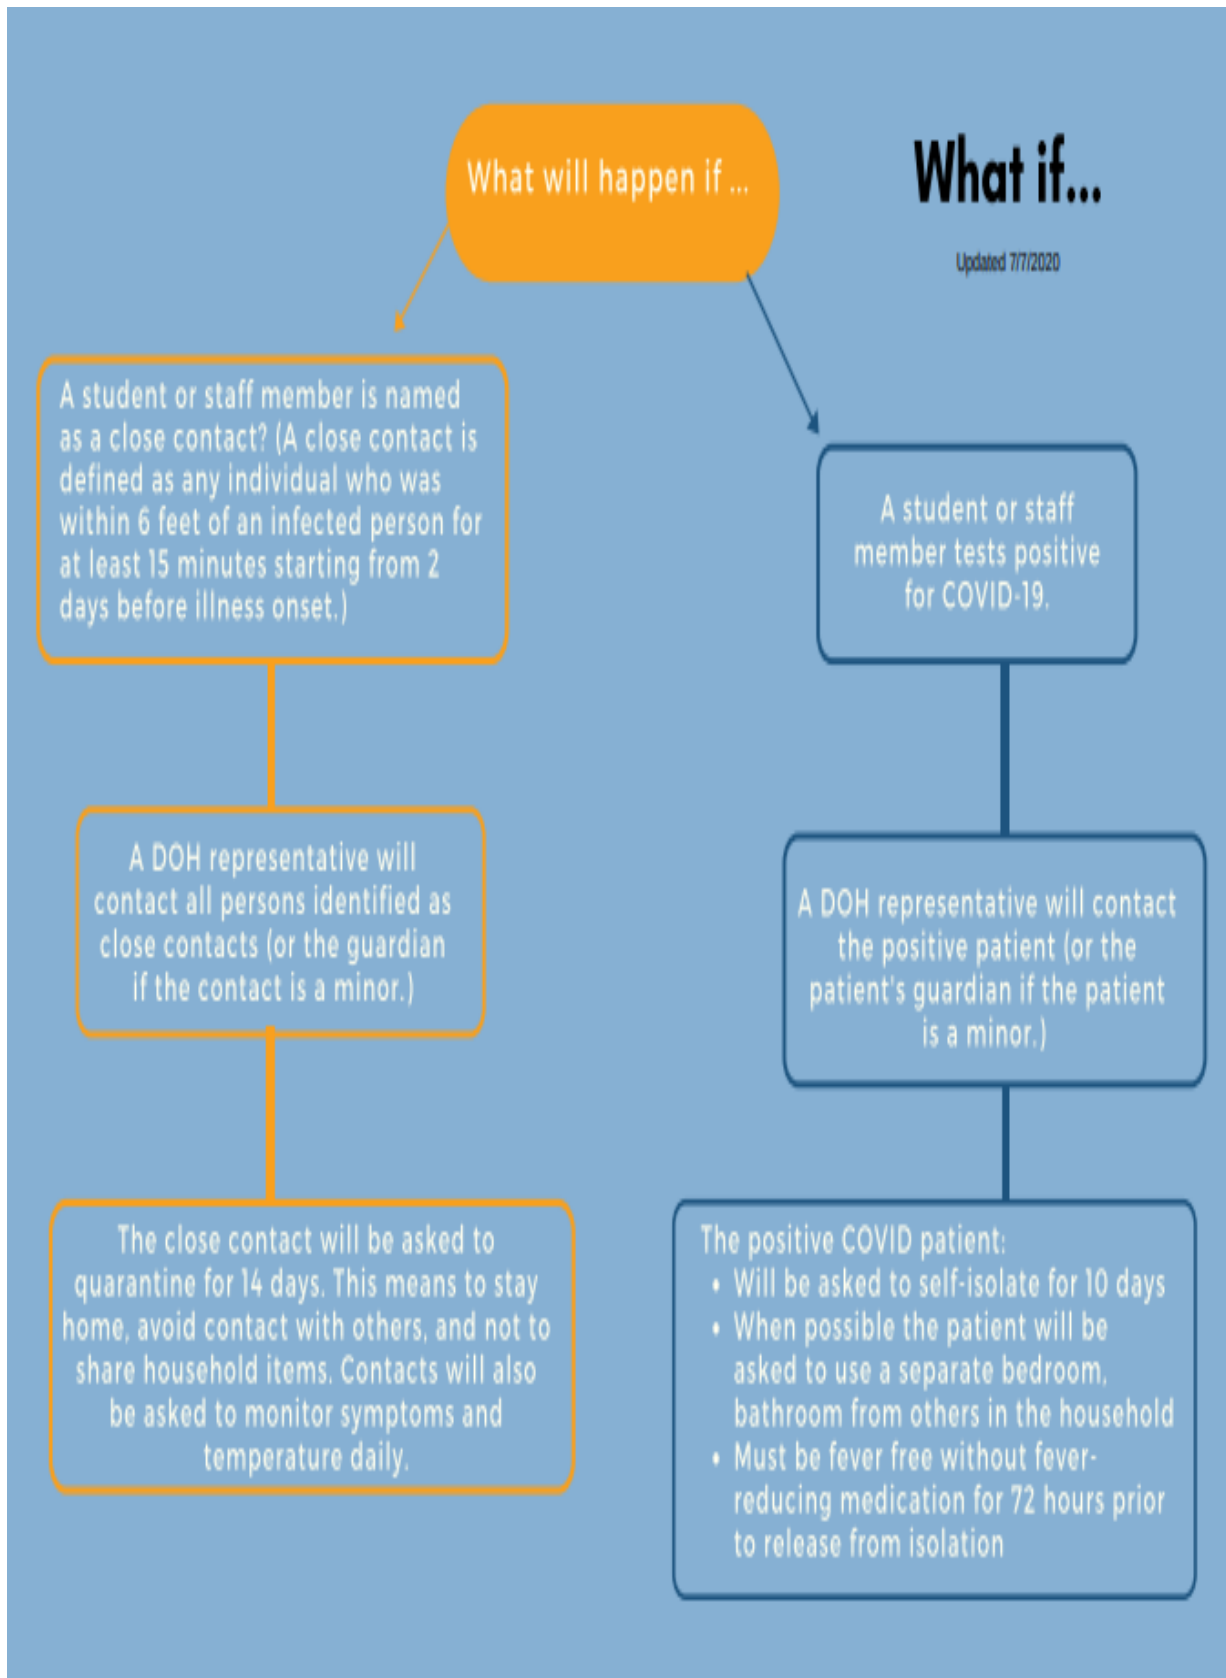 What will happen if ...
What if...
Updated 7/7/2020
A student or staff member is named
as a close contact? (A close contact is
defined as any individual who was
within 6 feet of an infected person for
at least 15 minutes starting from 2
days before illness onset.)
A student or staff
member tests positive
for COVID-19.
A DOH representative will
contact all persons identified as
close contacts (or the guardian
if the contact is a minor.)
A DOH representative will contact
the positive patient (or the
patient's guardian if the patient
is a minor.)
The close contact will be asked to
quarantine for 14 days. This means to stay
home, avoid contact with others, and not to
share household items. Contacts will also
be asked to monitor symptoms and
temperature daily.
The positive COVID patient:
• Will be asked to self-isolate for 10 days
• When possible the patient will be
asked to use a separate bedroom,
bathroom from others in the household
• Must be fever free without fever-
reducing medication for 72 hours prior
to release from isolation